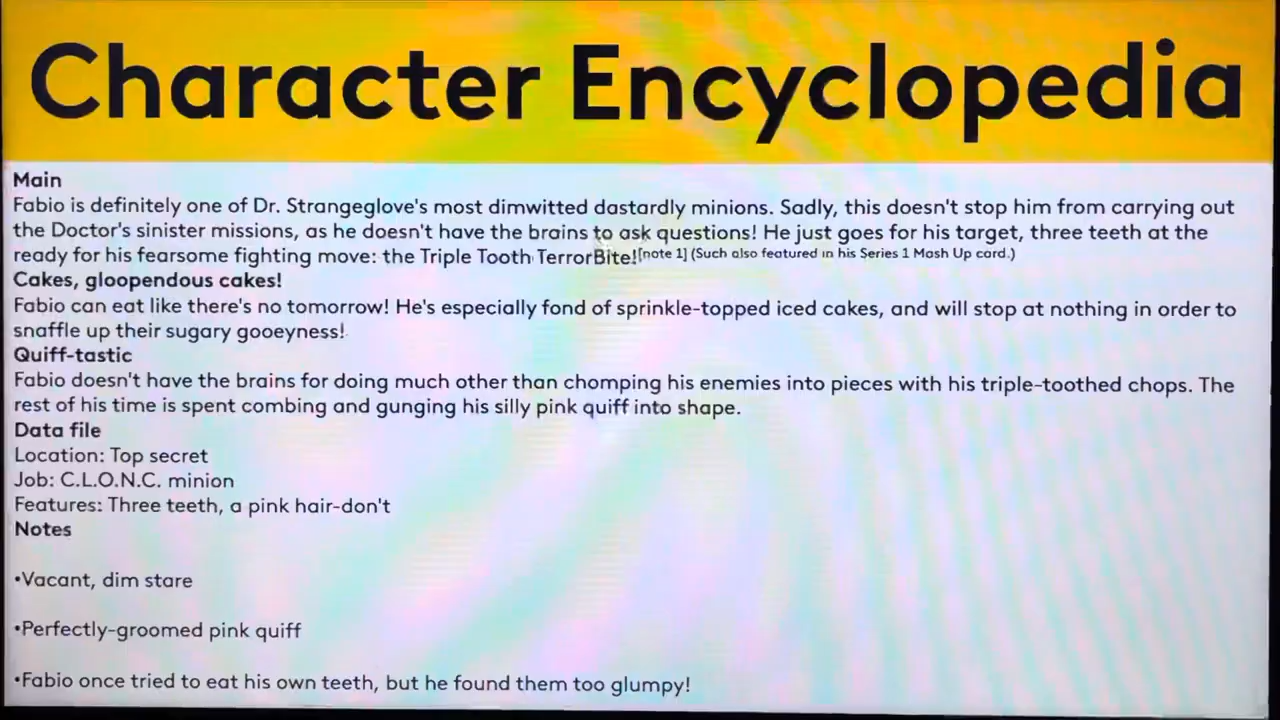 Character Encyclopedia
Main
Fabio is definitely one of Dr. Strangeglove's most dimwitted dastardly minions. Sadly, this doesn't stop him from carrying out
the Doctor's sinister missions, as he doesn't have the brains to ask questions! He just goes for his target, three teeth at the
ready for his fearsome fighting move: the Triple Tooth TerrorBite![note 1] (Such also featured in his Series 1 Mash Up card.)
Cakes, gloopendous cakes!
Fabio can eat like there's no tomorrow! He's especially fond of sprinkle-topped iced cakes, and will stop at nothing in order to
snaffle up their sugary gooeyness!
Quiff-tastic
Fabio doesn't have the brains for doing much other than chomping his enemies into pieces with his triple-toothed chops. The
rest of his time is spent combing and gunging his silly pink quiff into shape.
Data file
Location: Top secret
Job: C.L.O.N.C. minion
Features: Three teeth, a pink hair-don't
Notes
•Vacant, dim stare
•Perfectly-groomed pink quiff
•Fabio once tried to eat his own teeth, but he found them too glumpy!